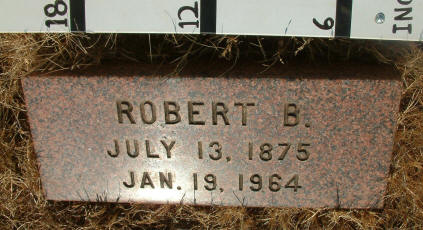 18 12 6 INC
ROBERT B.
JULY 13, 1875
JAN. 19, 1964